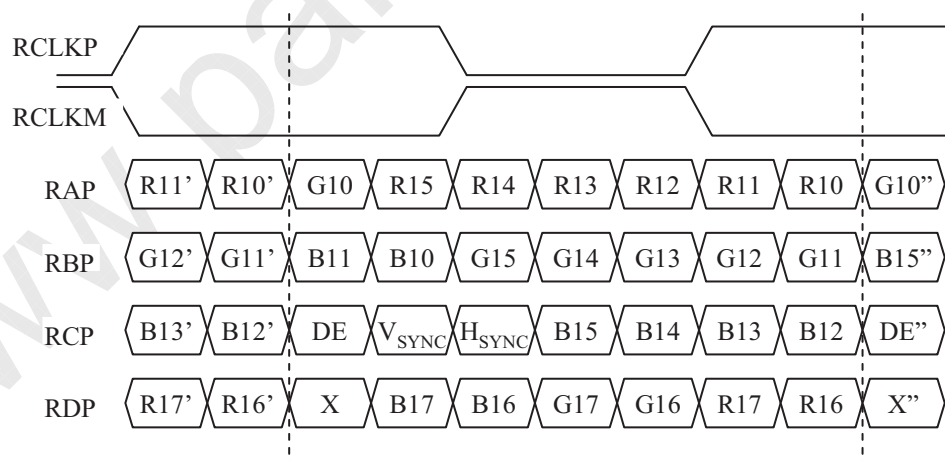 RCLKP
RCLKM
RAP R11’ R10’ G10 R15 R14 R13 R12 R11 R10 G10”
RBP G12’ G11’ B11 B10 G15 G14 G13 G12 G11 B15”
RCP B13’ B12’ DE VSYNC HSYNC B15 B14 B13 B12 DE”
RDP R17’ R16’ X B17 B16 G17 G16 R17 R16 X”